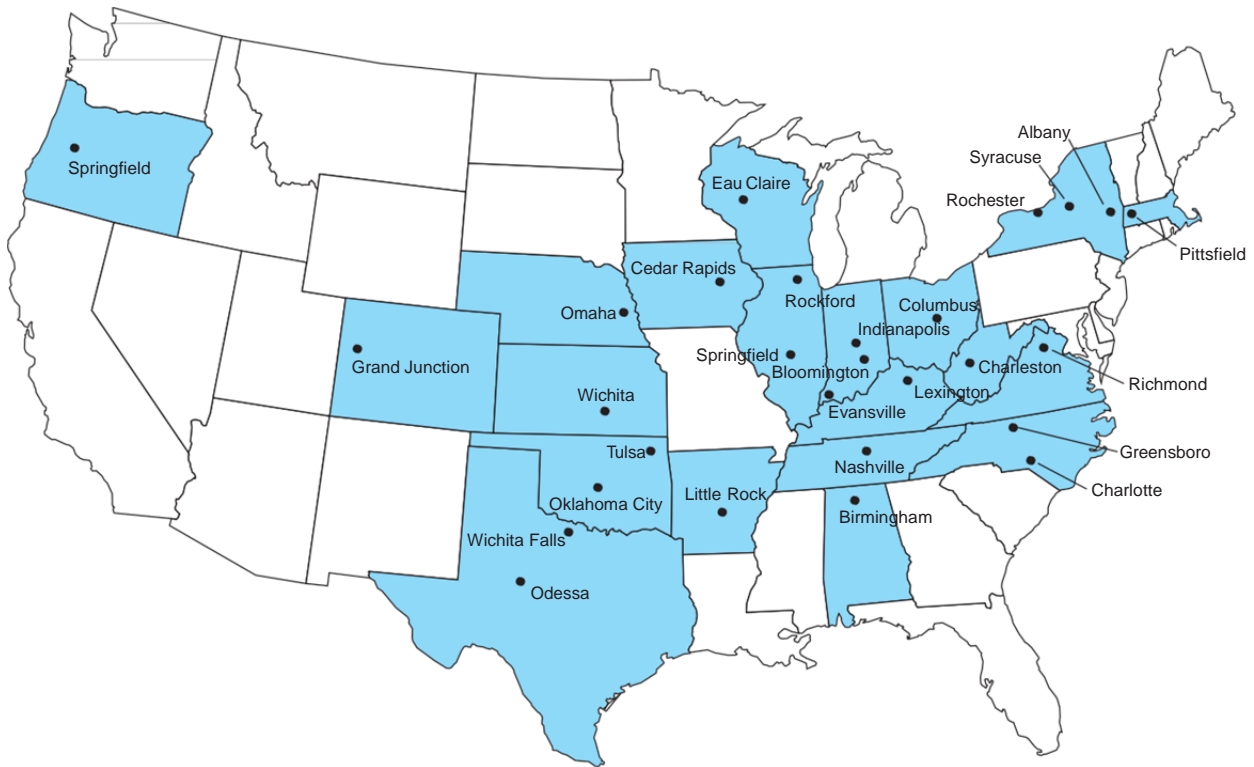 Albany
Syracuse
Springfield
Eau Claire
Rochester
Pittsfield
Cedar Rapids
Rockford
Columbus
Omaha
Indianapolis
Springfield
Grand Junction
Bloomington
Charleston
Richmond
Wichita
Lexington
Evansville
Tulsa
Greensboro
Nashville
Charlotte
Little Rock
Oklahoma City
Birmingham
Wichita Falls
Odessa